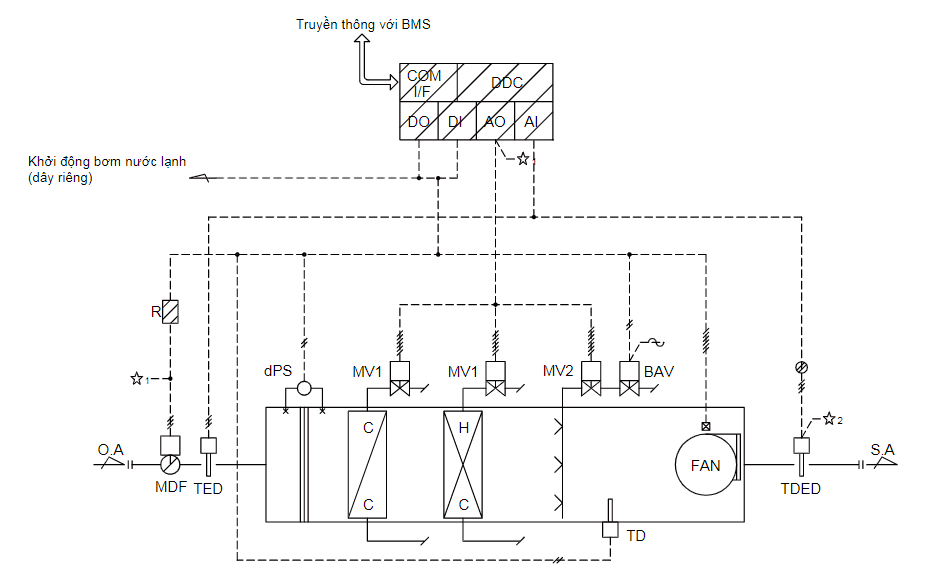 Truyền thông với BMS
COM
I/F
DDC
DO
DI
AO
AI
1
Khởi động bơm nước lạnh
(dây riêng)
R
1
dPS
MV1
MV1
MV2
BAV
2
O.A
MDF
TED
C
C
H
C
FAN
TDED
S.A
TD